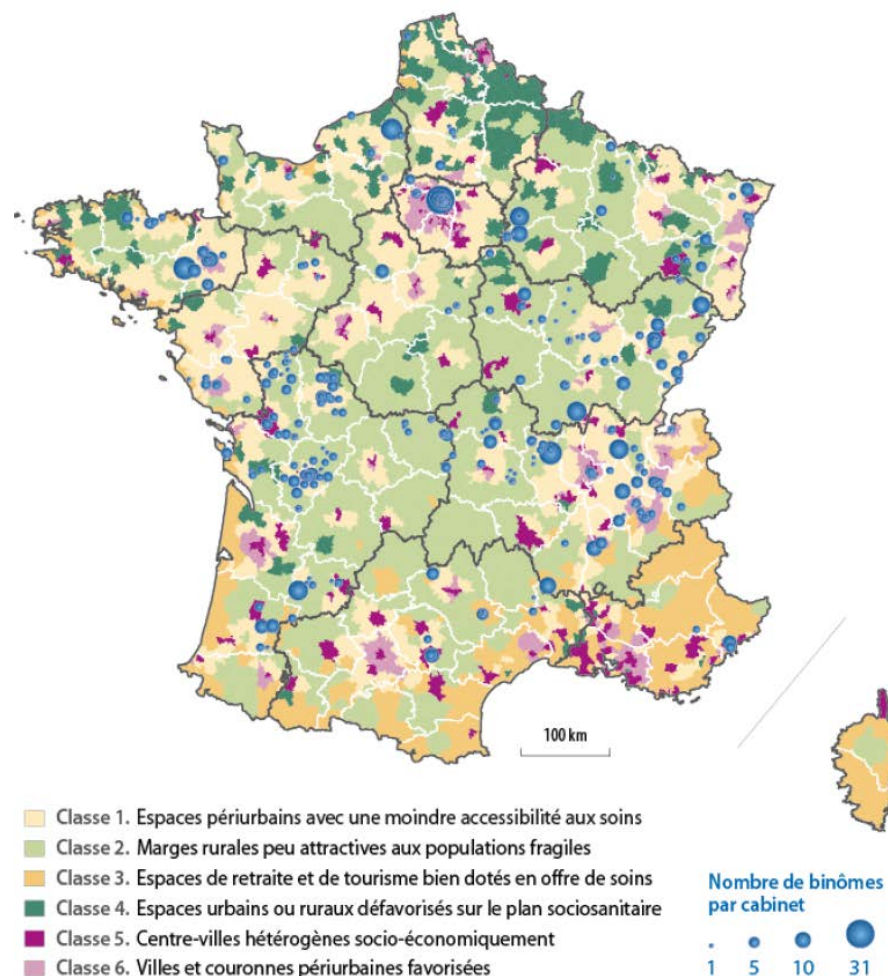 100 km
Classe 1. Espaces périurbains avec une moindre accessibilité aux soins
Classe 2. Marges rurales peu attractives aux populations fragiles
Classe 3. Espaces de retraite et de tourisme bien dotés en offre de soins
Classe 4. Espaces urbains ou ruraux défavorisés sur le plan sociosanitaire
Classe 5. Centre-villes hétérogènes socio-économiquement
Classe 6. Villes et couronnes périurbaines favorisées
Nombre de binômes
par cabinet
1 5 10 31